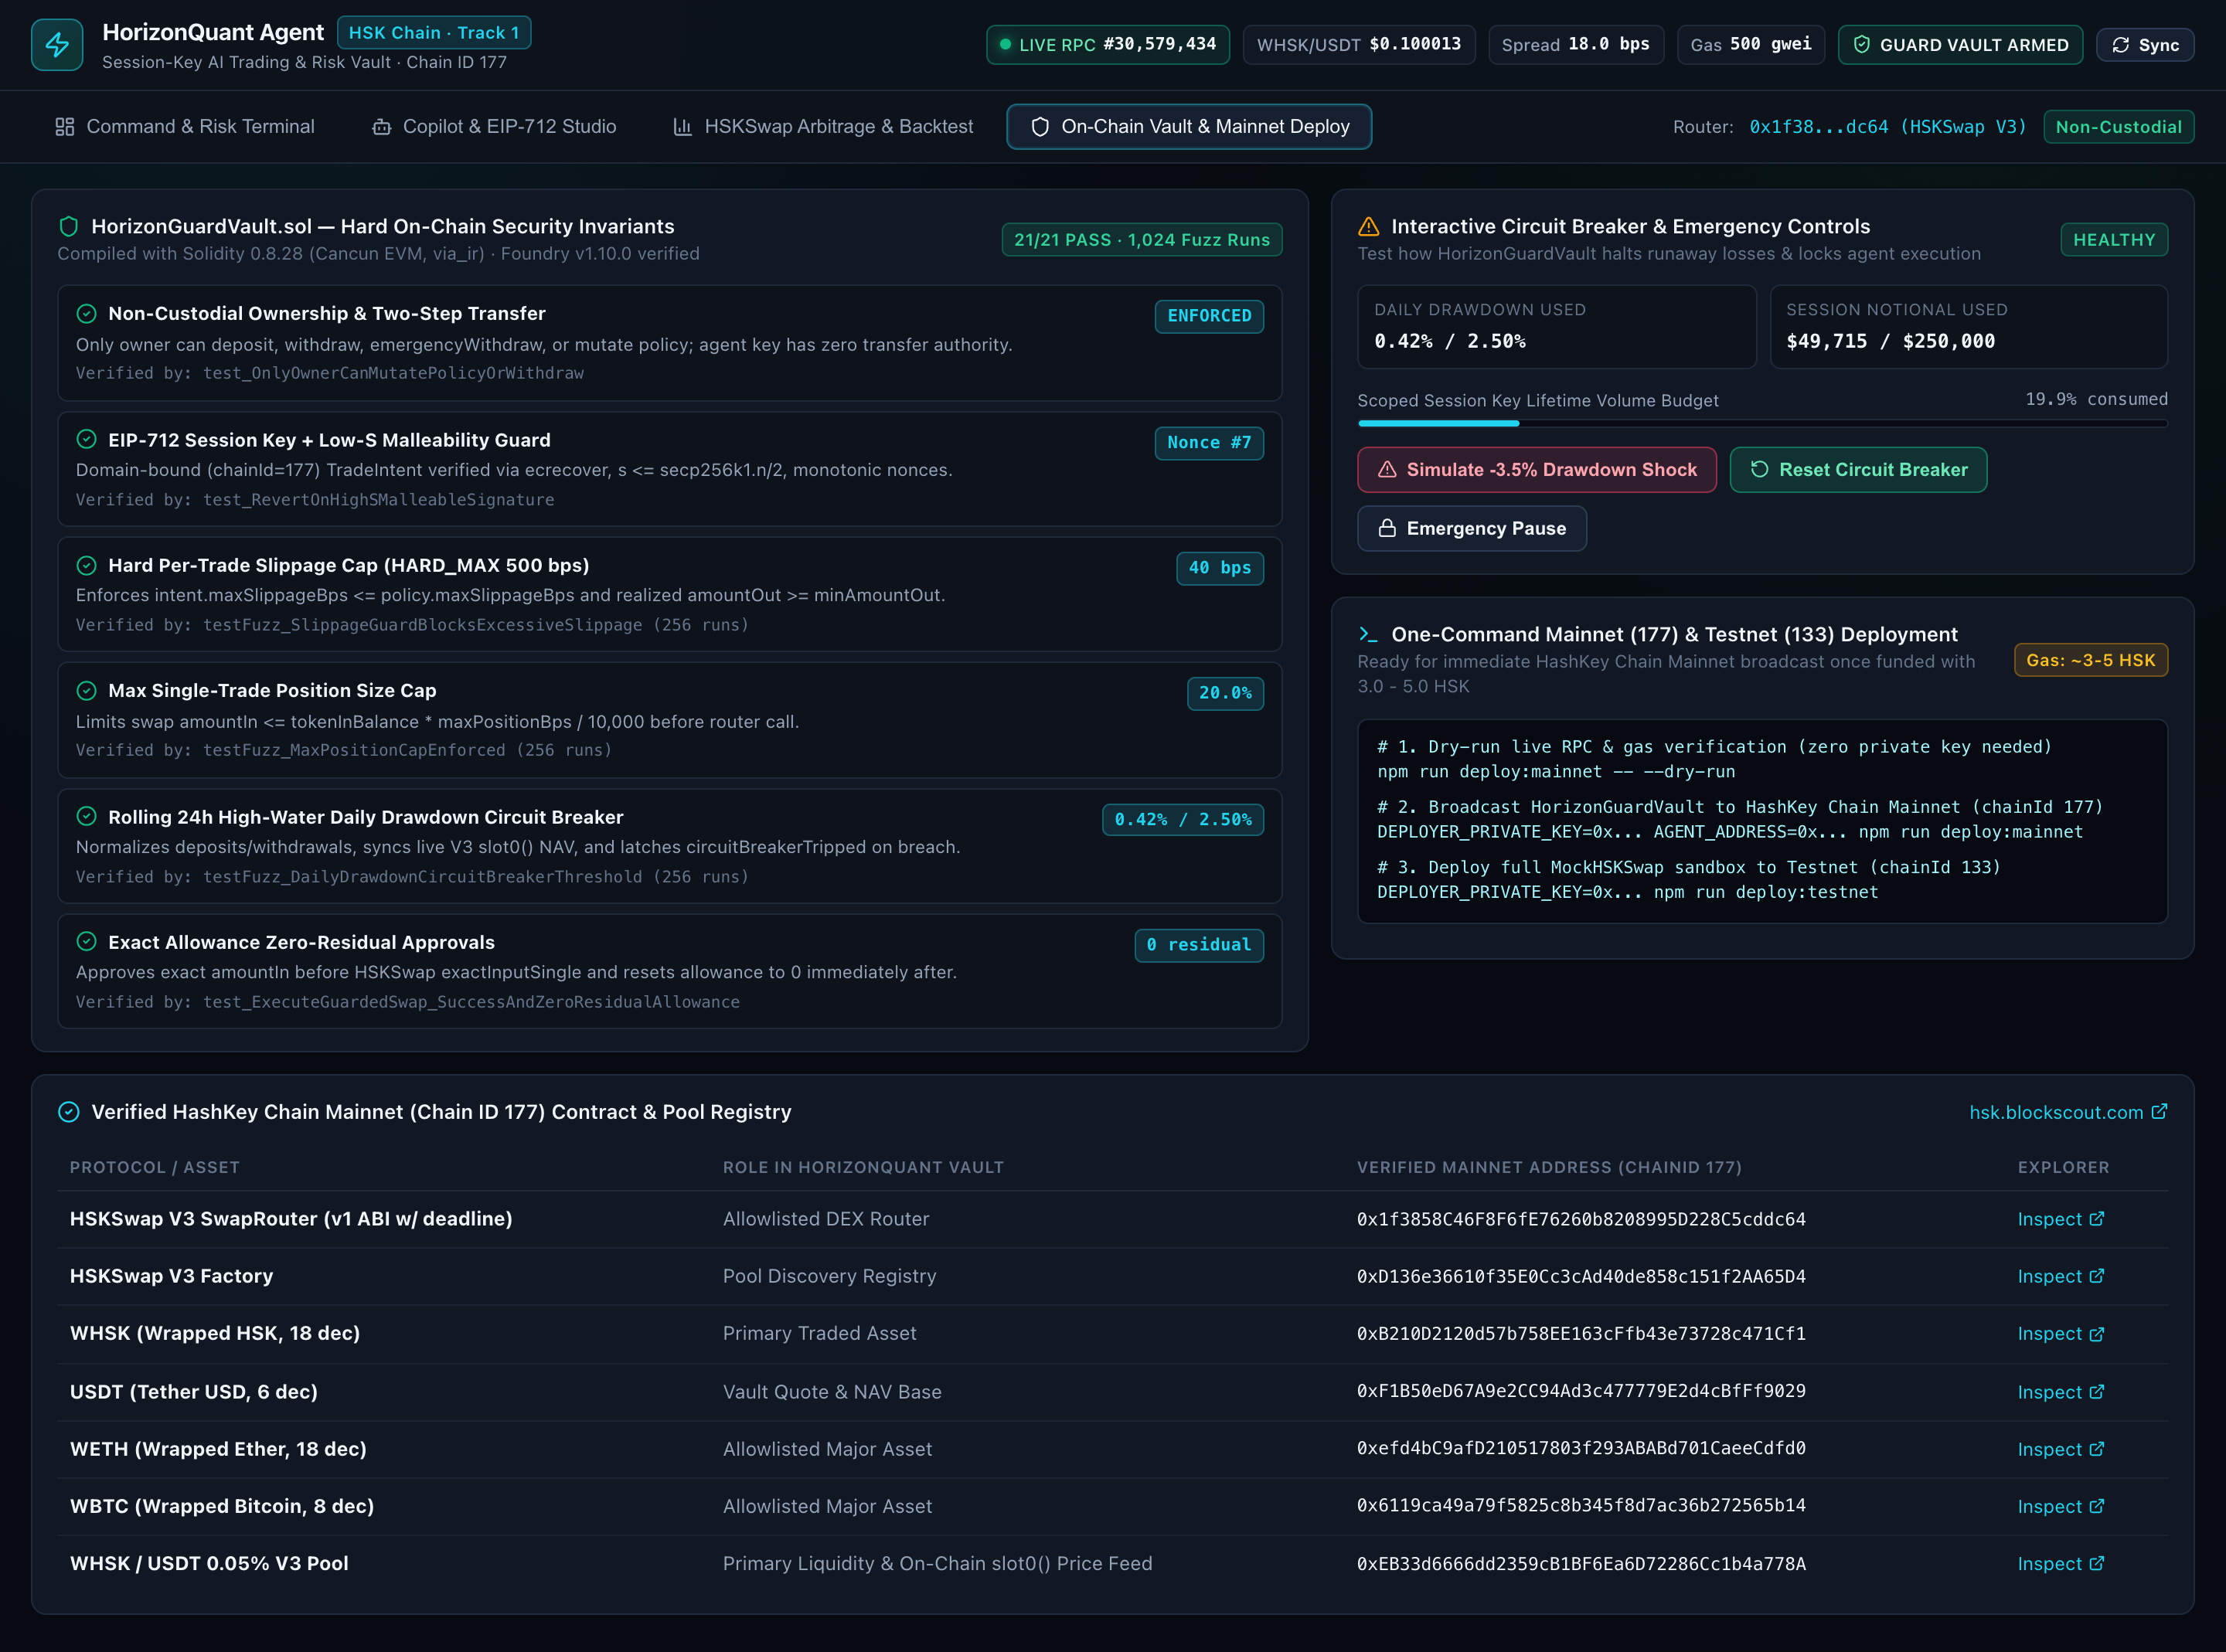 HorizonQuant Agent
HSK Chain · Track 1
Session-Key AI Trading & Risk Vault · Chain ID 177
LIVE RPC #30,579,434
WHSK/USDT $0.100013
Spread 18.0 bps
Gas 500 gwei
GUARD VAULT ARMED
Sync
Command & Risk Terminal
Copilot & EIP-712 Studio
HSKSwap Arbitrage & Backtest
On-Chain Vault & Mainnet Deploy
Router: 0x1f38...dc64 (HSKSwap V3)
Non-Custodial
HorizonGuardVault.sol — Hard On-Chain Security Invariants
Compiled with Solidity 0.8.28 (Cancun EVM, via_ir) · Foundry v1.10.0 verified
21/21 PASS · 1,024 Fuzz Runs
Non-Custodial Ownership & Two-Step Transfer
ENFORCED
Only owner can deposit, withdraw, emergencyWithdraw, or mutate policy; agent key has zero transfer authority.
Verified by: test_OnlyOwnerCanMutatePolicyOrWithdraw
EIP-712 Session Key + Low-S Malleability Guard
Nonce #7
Domain-bound (chainId=177) TradeIntent verified via ecrecover, s <= secp256k1.n/2, monotonic nonces.
Verified by: test_RevertOnHighSMalleableSignature
Hard Per-Trade Slippage Cap (HARD_MAX 500 bps)
40 bps
Enforces intent.maxSlippageBps <= policy.maxSlippageBps and realized amountOut >= minAmountOut.
Verified by: testFuzz_SlippageGuardBlocksExcessiveSlippage (256 runs)
Max Single-Trade Position Size Cap
20.0%
Limits swap amountIn <= tokenInBalance * maxPositionBps / 10,000 before router call.
Verified by: testFuzz_MaxPositionCapEnforced (256 runs)
Rolling 24h High-Water Daily Drawdown Circuit Breaker
0.42% / 2.50%
Normalizes deposits/withdrawals, syncs live V3 slot0() NAV, and latches circuitBreakerTripped on breach.
Verified by: testFuzz_DailyDrawdownCircuitBreakerThreshold (256 runs)
Exact Allowance Zero-Residual Approvals
0 residual
Approves exact amountIn before HSKSwap exactInputSingle and resets allowance to 0 immediately after.
Verified by: test_ExecuteGuardedSwap_SuccessAndZeroResidualAllowance
Interactive Circuit Breaker & Emergency Controls
Test how HorizonGuardVault halts runaway losses & locks agent execution
HEALTHY
DAILY DRAWDOWN USED
0.42% / 2.50%
SESSION NOTIONAL USED
$49,715 / $250,000
Scoped Session Key Lifetime Volume Budget
19.9% consumed
Simulate -3.5% Drawdown Shock
Reset Circuit Breaker
Emergency Pause
One-Command Mainnet (177) & Testnet (133) Deployment
Ready for immediate HashKey Chain Mainnet broadcast once funded with
3.0 - 5.0 HSK
Gas: ~3-5 HSK
# 1. Dry-run live RPC & gas verification (zero private key needed)
npm run deploy:mainnet -- --dry-run
# 2. Broadcast HorizonGuardVault to HashKey Chain Mainnet (chainId 177)
DEPLOYER_PRIVATE_KEY=0x... AGENT_ADDRESS=0x... npm run deploy:mainnet
# 3. Deploy full MockHSKSwap sandbox to Testnet (chainId 133)
DEPLOYER_PRIVATE_KEY=0x... npm run deploy:testnet
Verified HashKey Chain Mainnet (Chain ID 177) Contract & Pool Registry
hsk.blockscout.com
PROTOCOL / ASSET ROLE IN HORIZONQUANT VAULT VERIFIED MAINNET ADDRESS (CHAINID 177) EXPLORER
HSKSwap V3 SwapRouter (v1 ABI w/ deadline) Allowlisted DEX Router 0x1f3858C46F8F6fE76260b8208995D228C5cddc64 Inspect
HSKSwap V3 Factory Pool Discovery Registry 0xD136e36610f35E0Cc3cAd40de858c151f2AA65D4 Inspect
WHSK (Wrapped HSK, 18 dec) Primary Traded Asset 0xB210D2120d57b758EE163cFfb43e73728c471Cf1 Inspect
USDT (Tether USD, 6 dec) Vault Quote & NAV Base 0xF1B50eD67A9e2CC94Ad3c477779E2d4cBfFf9029 Inspect
WETH (Wrapped Ether, 18 dec) Allowlisted Major Asset 0xefd4bC9afD210517803f293ABABd701CaeeCdfd0 Inspect
WBTC (Wrapped Bitcoin, 8 dec) Allowlisted Major Asset 0x6119ca49a79f5825c8b345f8d7ac36b272565b14 Inspect
WHSK / USDT 0.05% V3 Pool Primary Liquidity & On-Chain slot0() Price Feed 0xEB33d6666dd2359cB1BF6Ea6D72286Cc1b4a778A Inspect